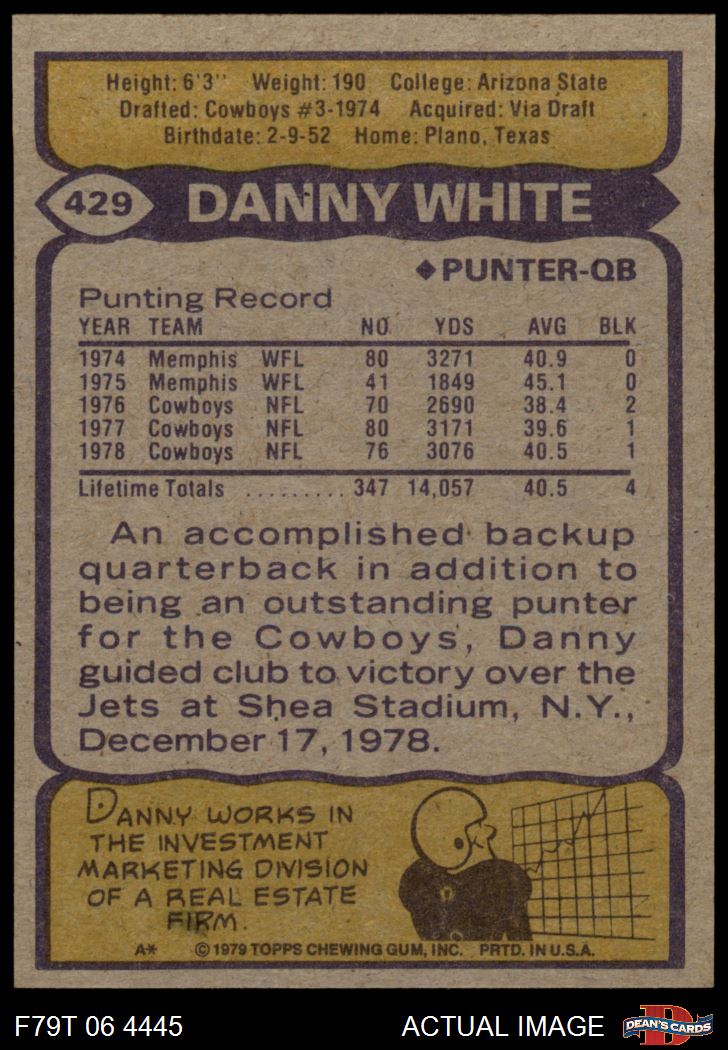 Height: 6'3" Weight: 190 College: Arizona State
Drafted: Cowboys #3-1974 Acquired: Via Draft
Birthdate: 2-9-52 Home: Plano, Texas
429 DANNY WHITE
◆PUNTER-QB
Punting Record
YEAR TEAM NO. YDS AVG BLK
1974 Memphis WFL 80 3271 40.9 0
1975 Memphis WFL 41 1849 45.1 0
1976 Cowboys NFL 70 2690 38.4 2
1977 Cowboys NFL 80 3171 39.6 1
1978 Cowboys NFL 76 3076 40.5 1
Lifetime Totals .......... 347 14,057 40.5 4
An accomplished backup
quarterback in addition to
being an outstanding punter
for the Cowboys, Danny
guided club to victory over the
Jets at Shea Stadium, N.Y.,
December 17, 1978.
DANNY WORKS IN
THE INVESTMENT
MARKETING DIVISION
OF A REAL ESTATE
FIRM.
A* © 1979 TOPPS CHEWING GUM, INC. PRTD. IN U.S.A.
F79T 06 4445 ACTUAL IMAGE D DEAN'S CARDS